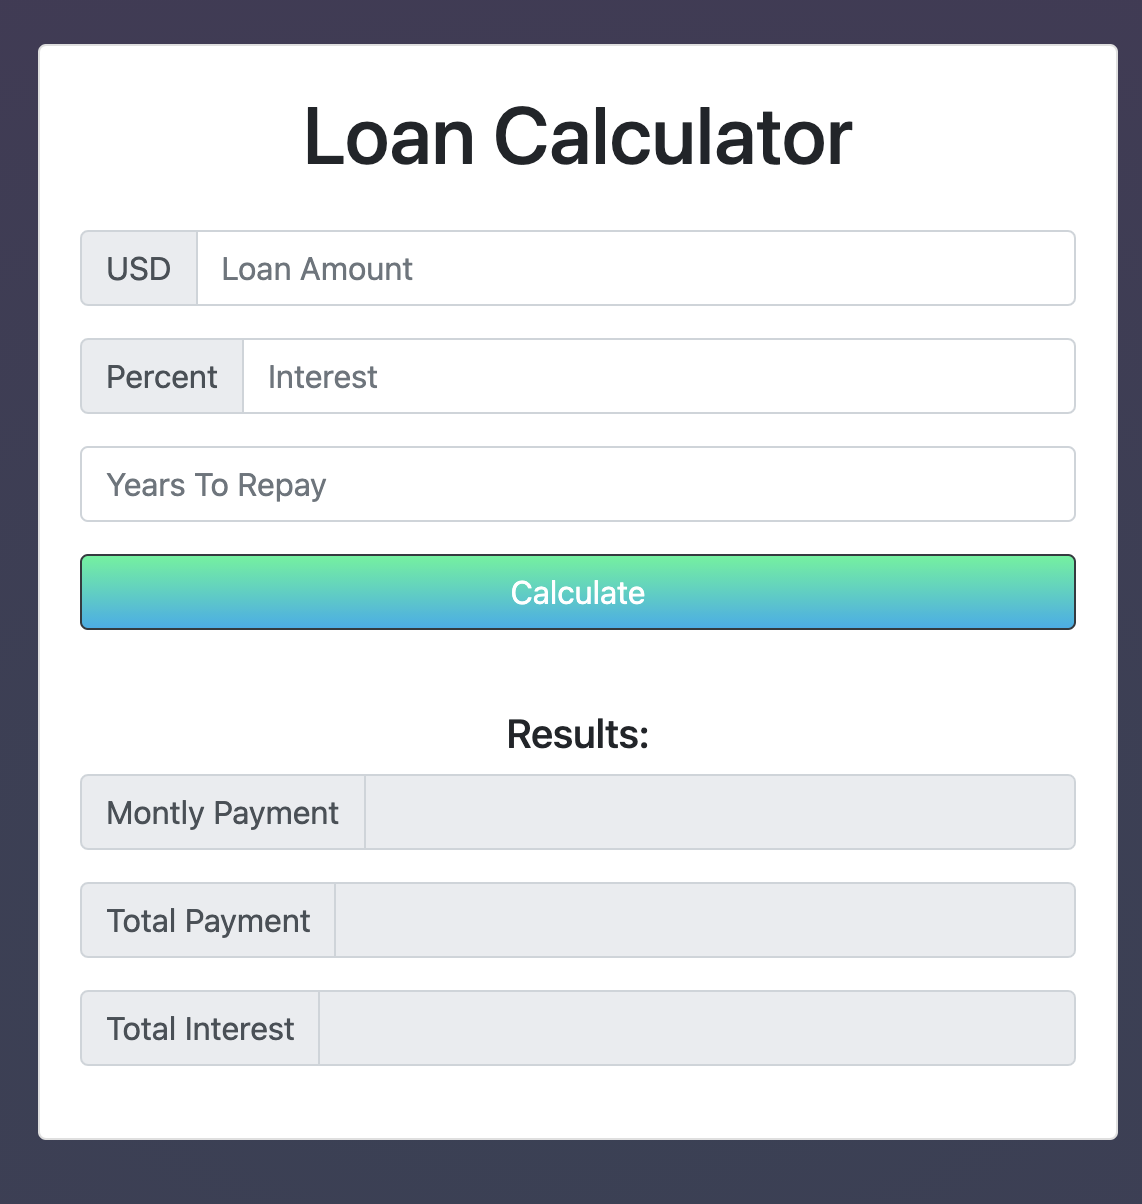 Loan Calculator
USD Loan Amount
Percent Interest
Years To Repay
Calculate
Results:
Montly Payment
Total Payment
Total Interest